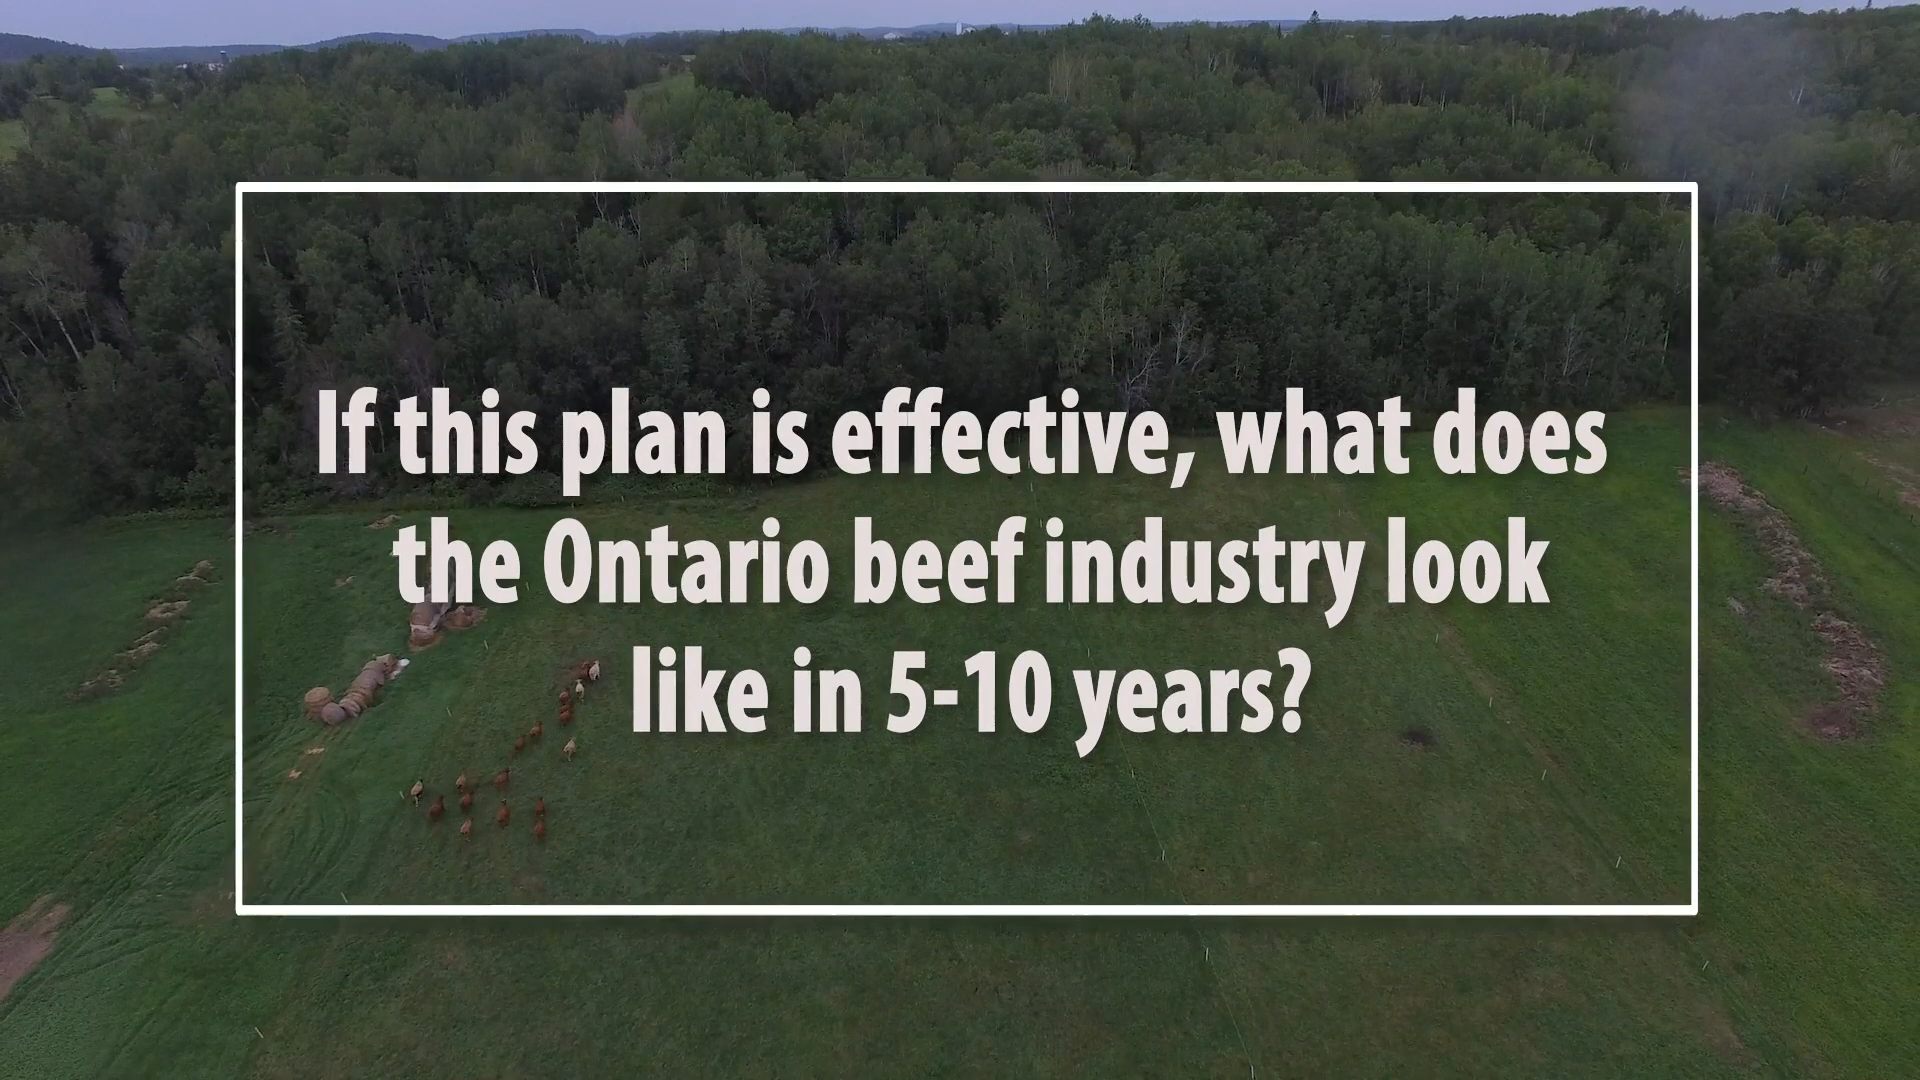 If this plan is effective, what does
the Ontario beef industry look
like in 5-10 years?